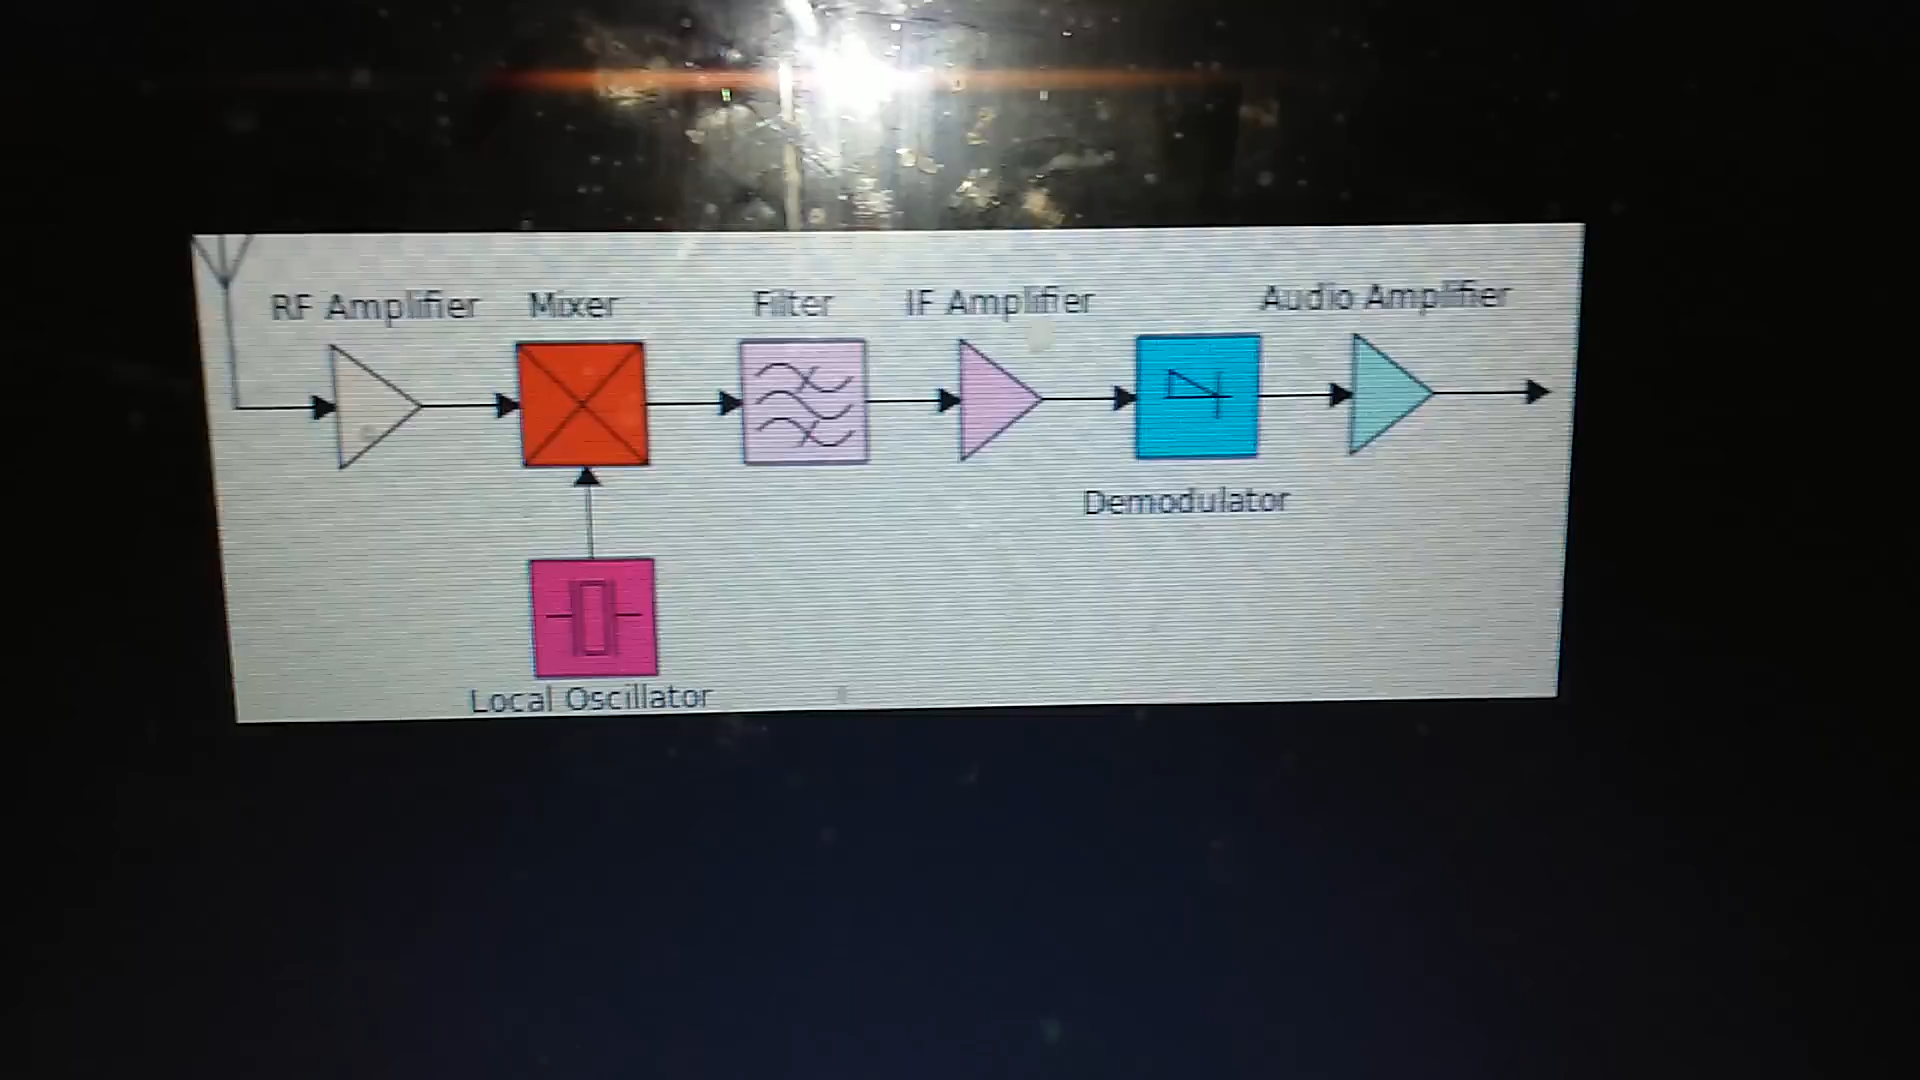 RF Amplifier
Mixer
Filter
IF Amplifier
Audio Amplifier
Demodulator
Local Oscillator